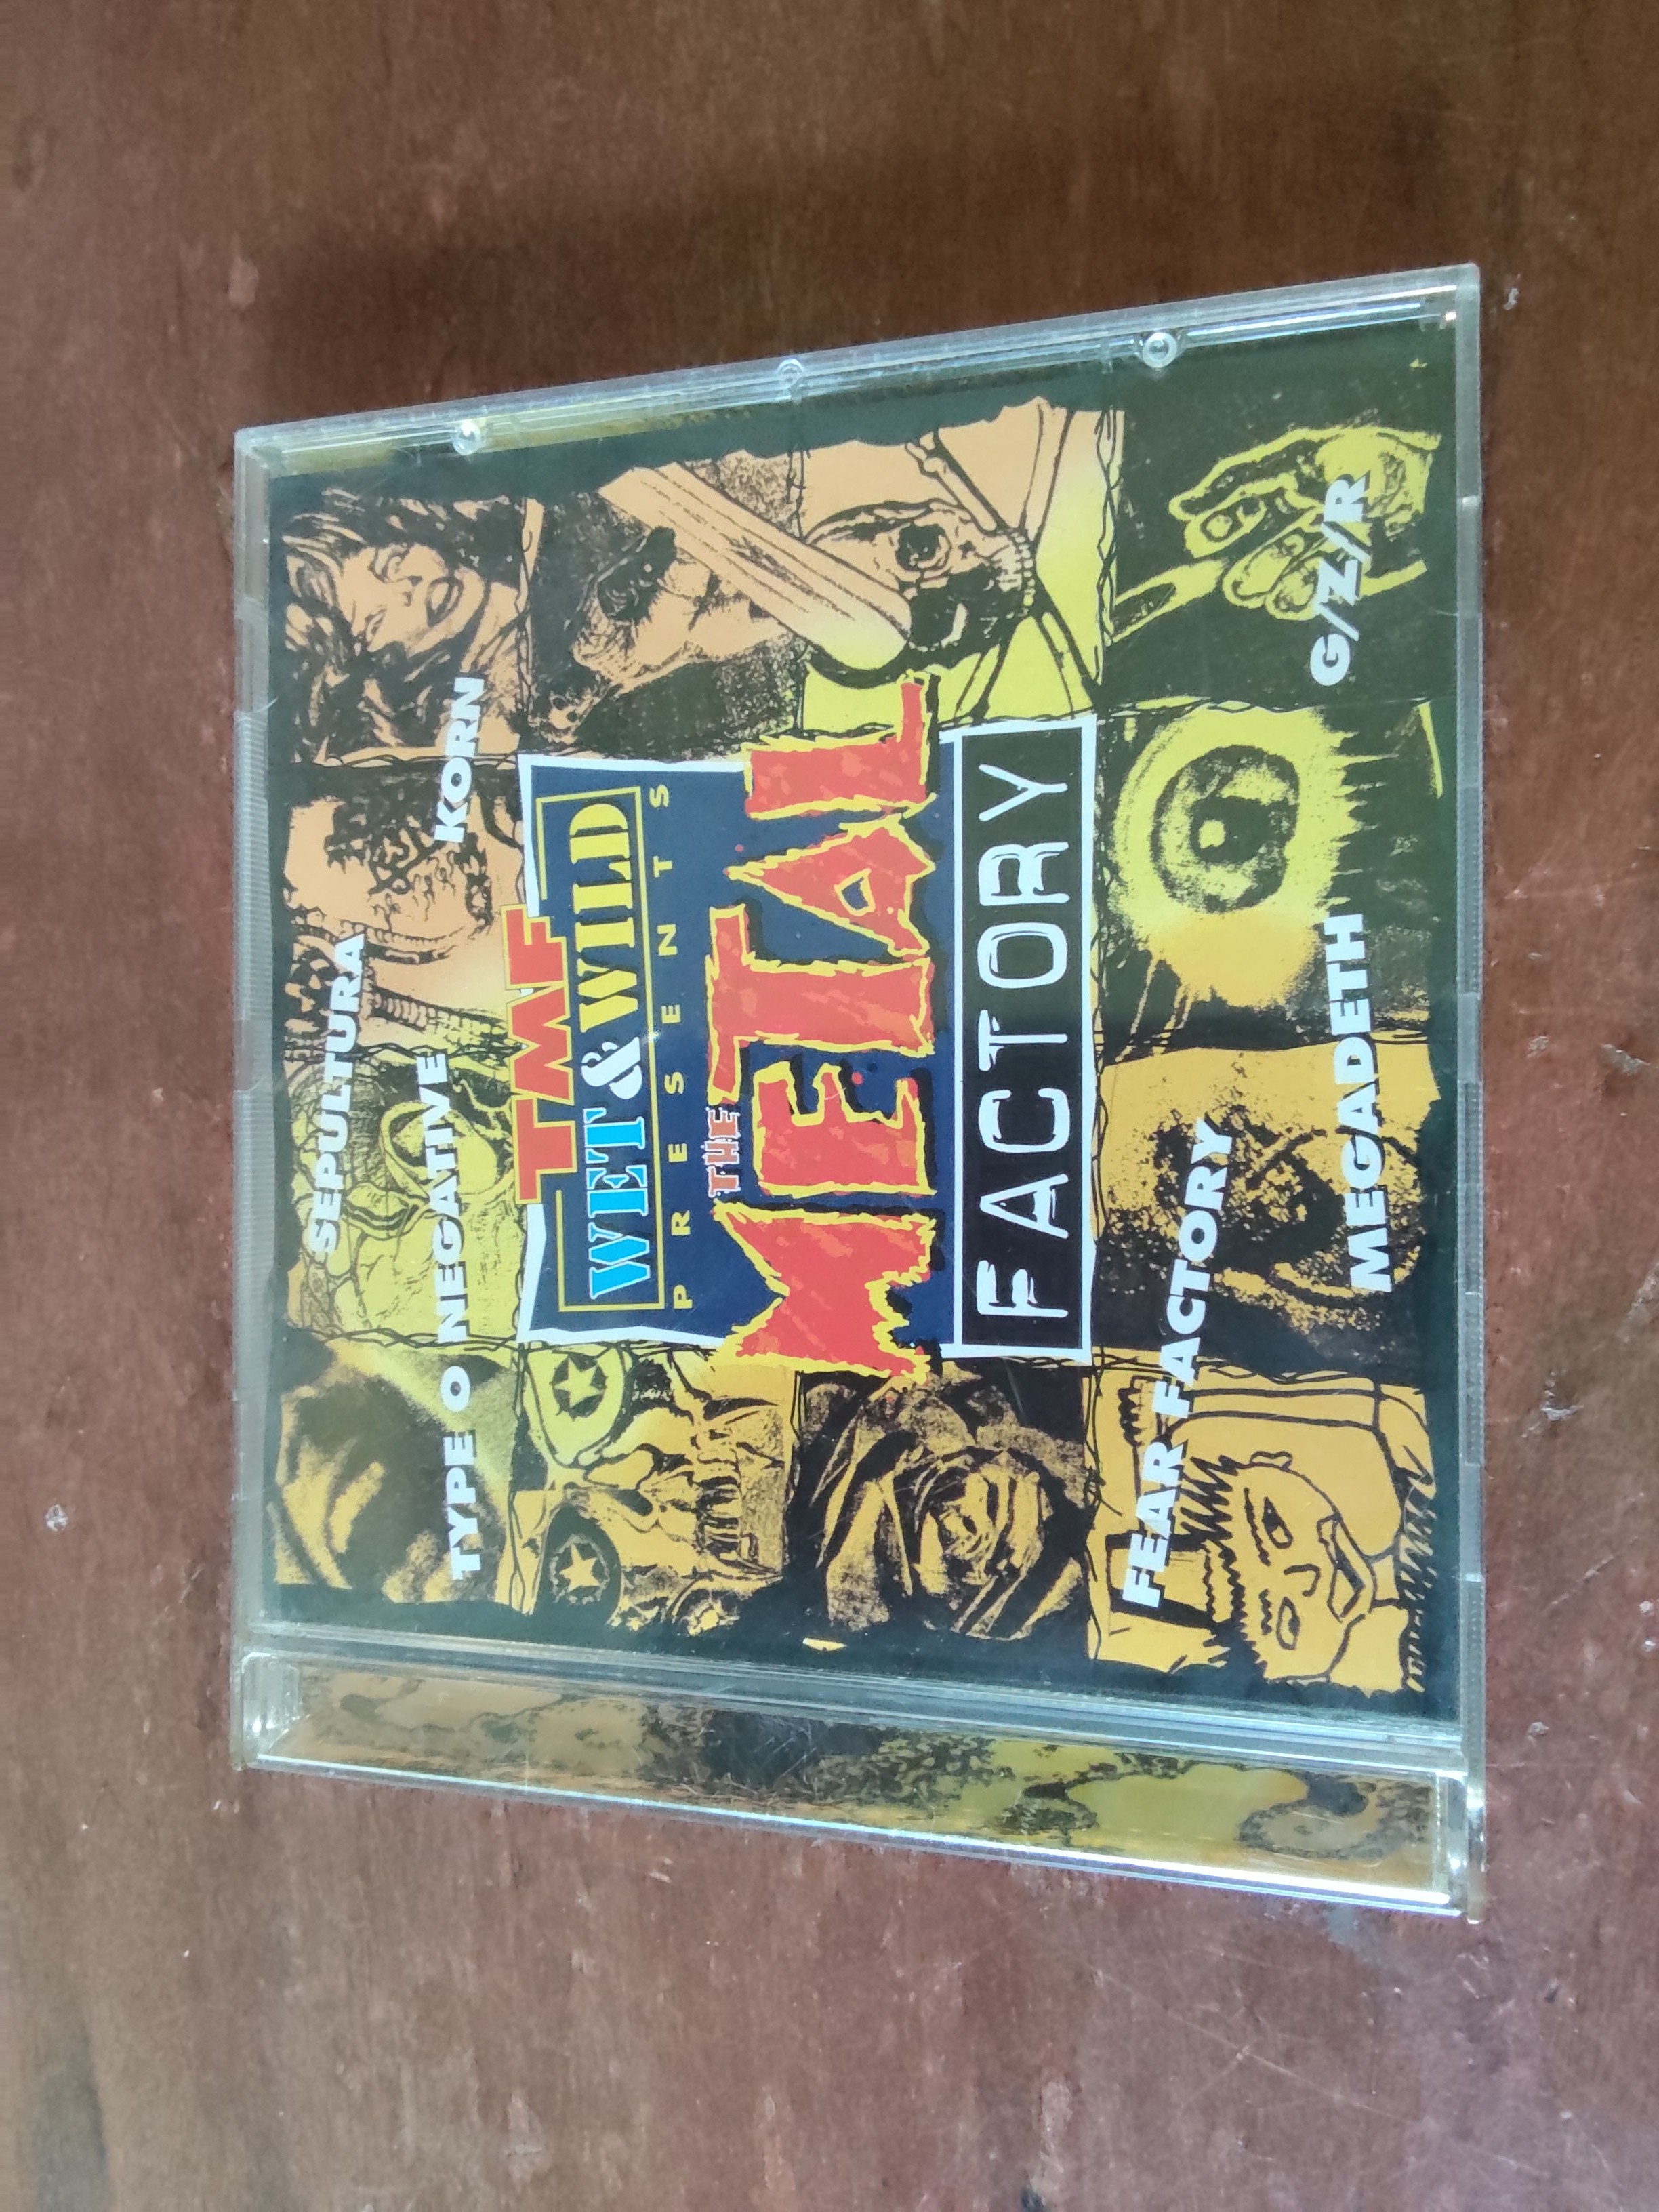 SEPULTURA
KORN
TYPE O NEGATIVE
TMF
WET & WILD
PRESENTS
THE
METAL
FACTORY
FEAR FACTORY
G/Z/R
MEGADETH